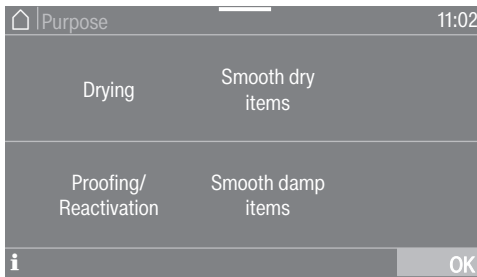 Purpose 11:02
Drying
Smooth dry
items
Proofing/
Reactivation
Smooth damp
items
i OK